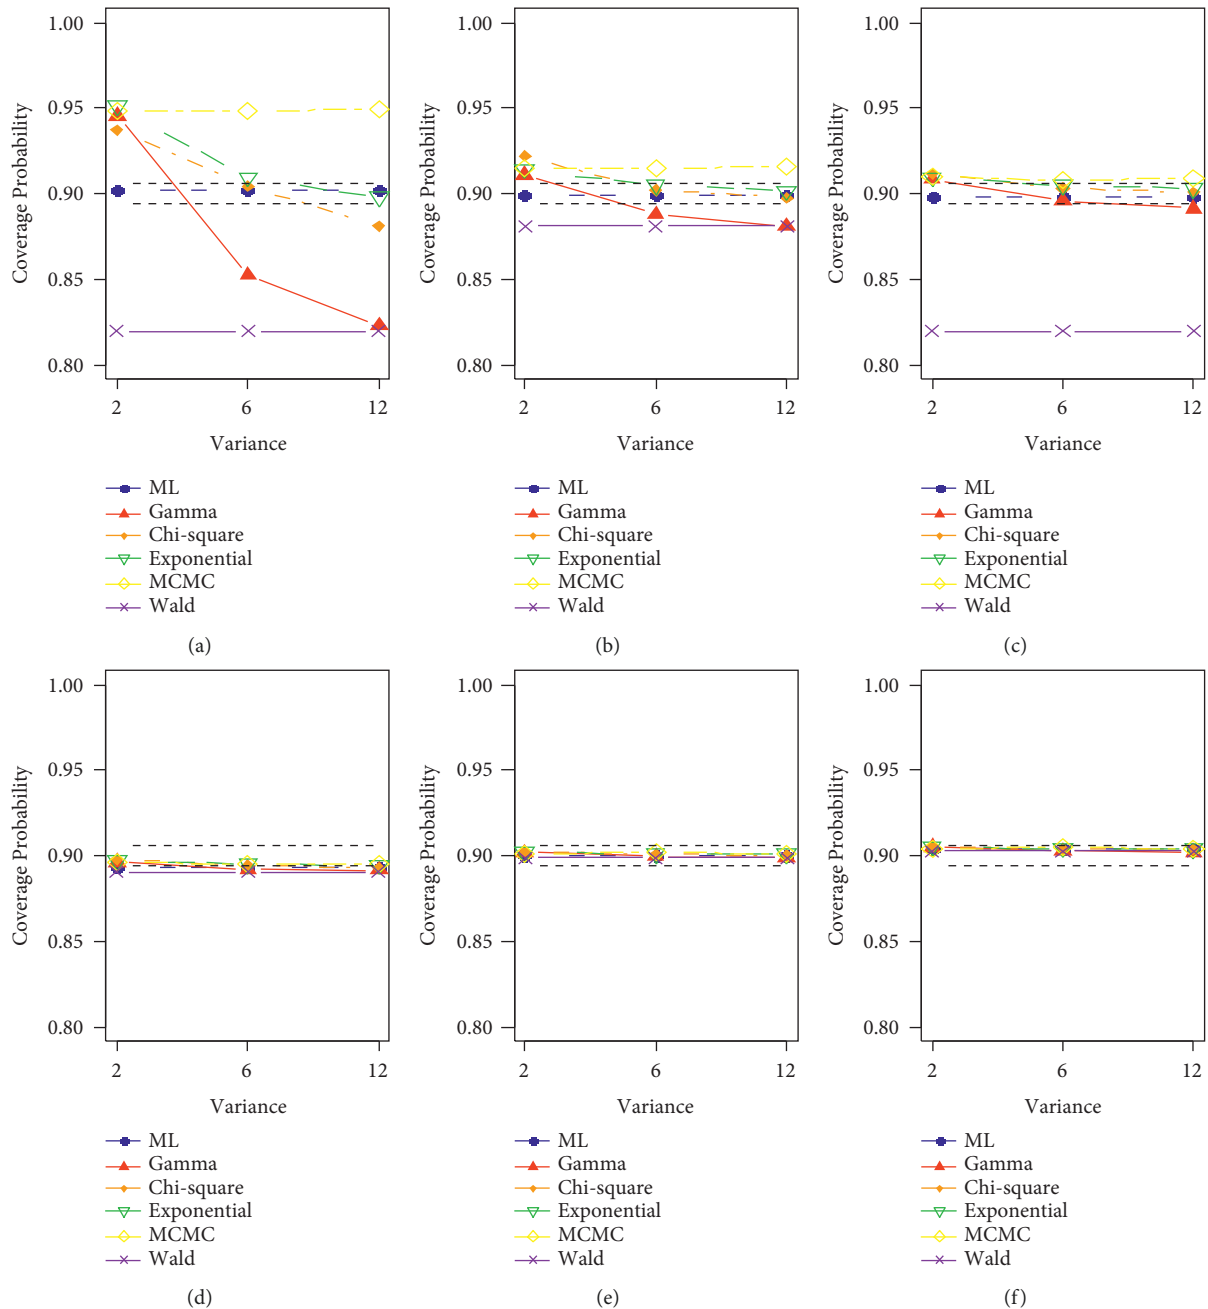 1.00
0.95
0.90
0.85
0.80
Coverage Probability
2 6 12
Variance
ML
Gamma
Chi-square
Exponential
MCMC
Wald
(a)
1.00
0.95
0.90
0.85
0.80
Coverage Probability
2 6 12
Variance
ML
Gamma
Chi-square
Exponential
MCMC
Wald
(b)
1.00
0.95
0.90
0.85
0.80
Coverage Probability
2 6 12
Variance
ML
Gamma
Chi-square
Exponential
MCMC
Wald
(c)
1.00
0.95
0.90
0.85
0.80
Coverage Probability
2 6 12
Variance
ML
Gamma
Chi-square
Exponential
MCMC
Wald
(d)
1.00
0.95
0.90
0.85
0.80
Coverage Probability
2 6 12
Variance
ML
Gamma
Chi-square
Exponential
MCMC
Wald
(e)
1.00
0.95
0.90
0.85
0.80
Coverage Probability
2 6 12
Variance
ML
Gamma
Chi-square
Exponential
MCMC
Wald
(f)